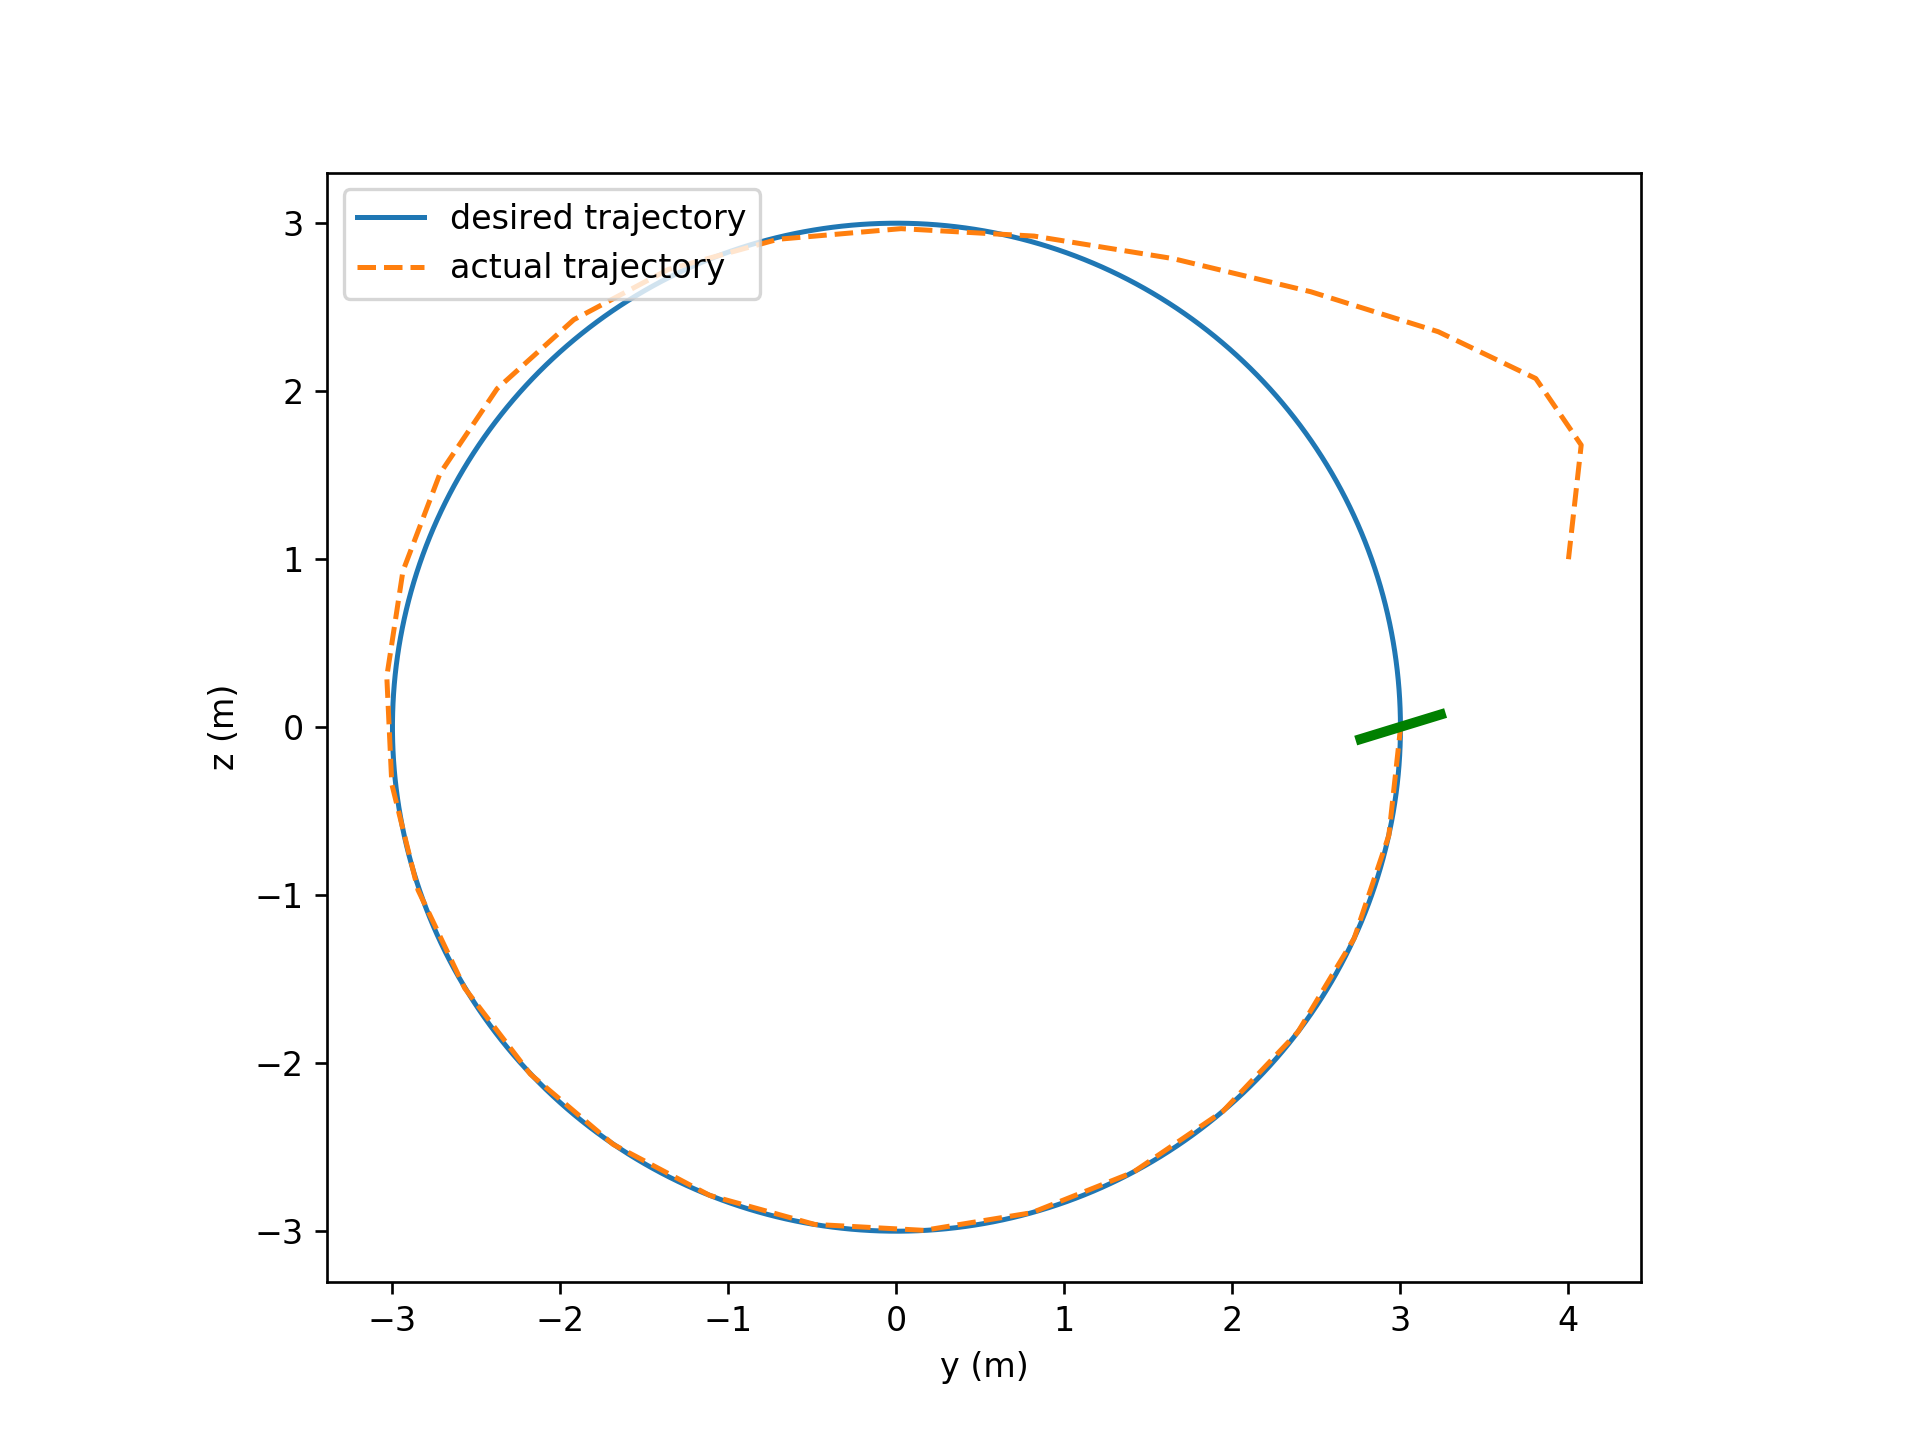 desired trajectory
actual trajectory
3
2
1
0
−1
−2
−3
z (m)
−3 −2 −1 0 1 2 3 4
y (m)